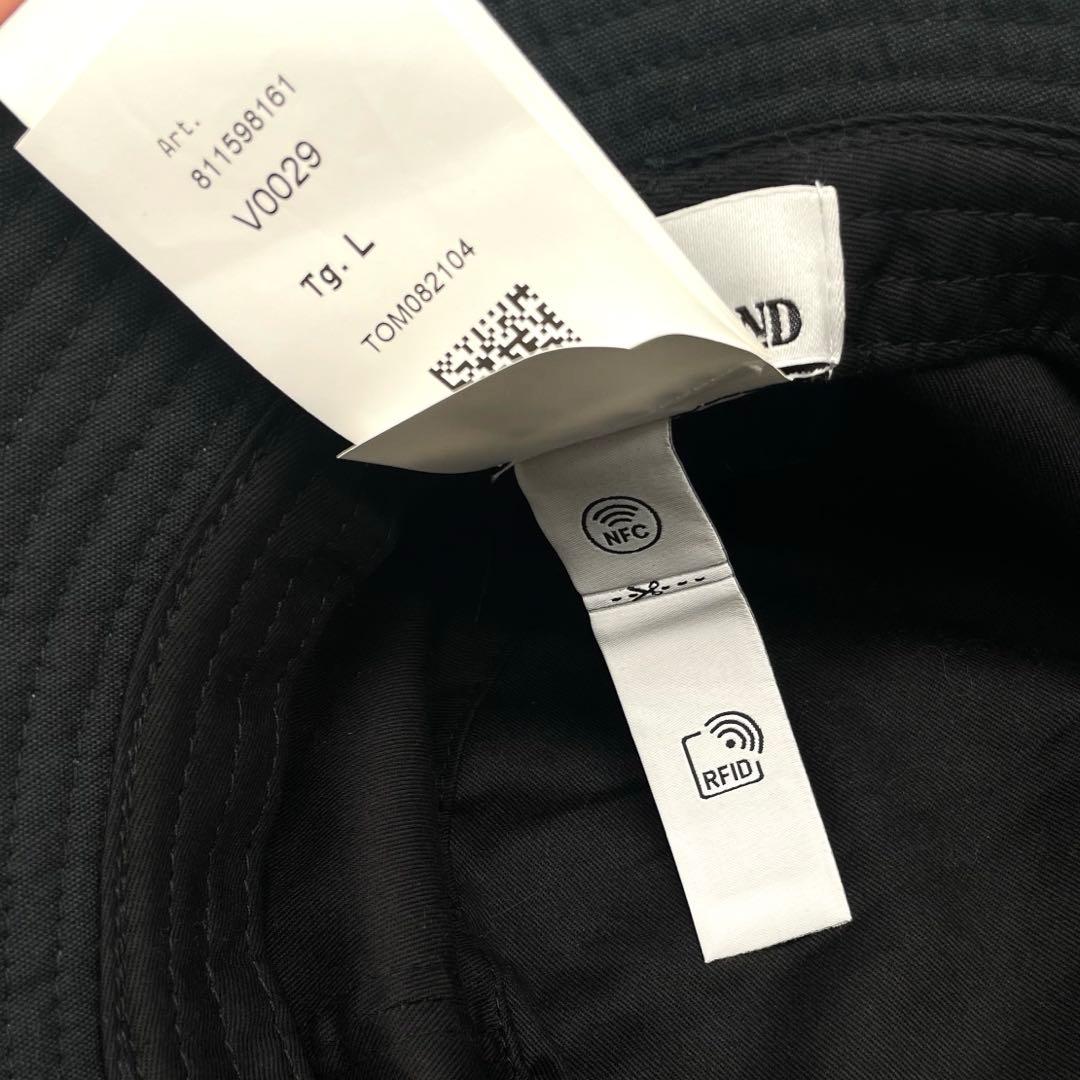 Art.
811598161
V0029
Tg. L
TOM082104
ND
NFC
RFID